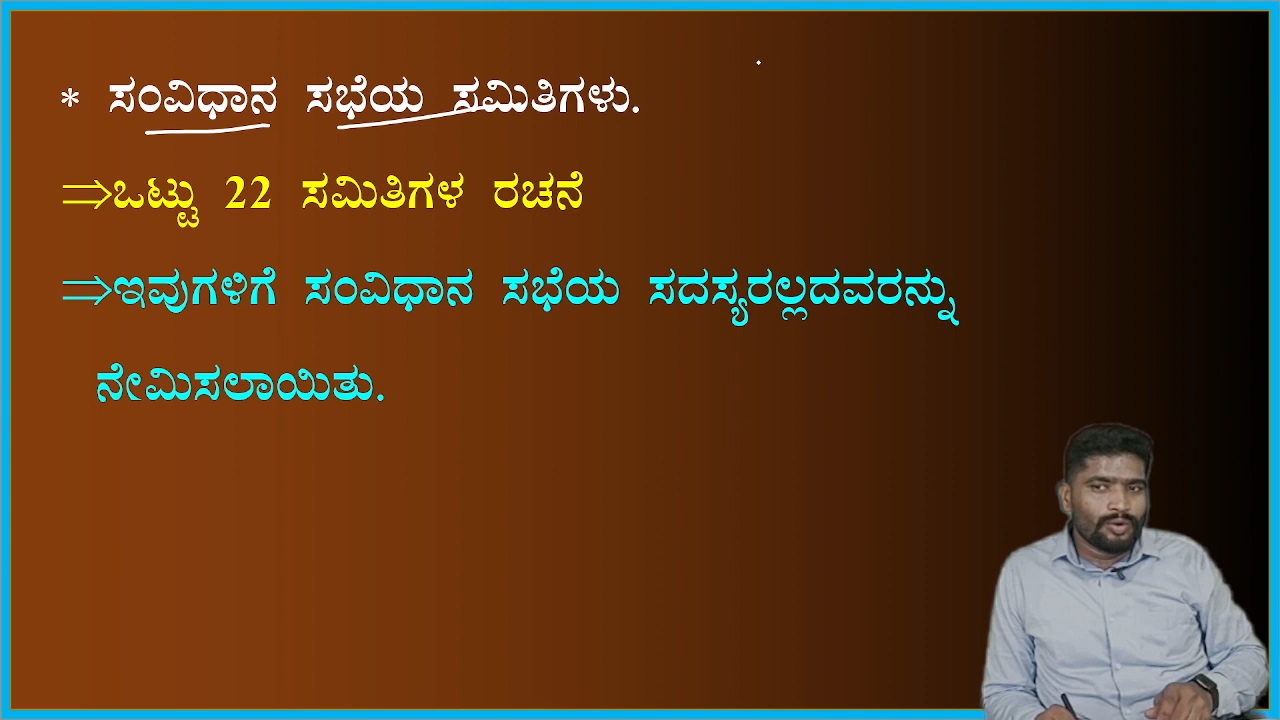 * ಸಂವಿಧಾನ ಸಭೆಯ ಸಮಿತಿಗಳು.
⇒ಒಟ್ಟು 22 ಸಮಿತಿಗಳ ರಚನೆ
⇒ಇವುಗಳಿಗೆ ಸಂವಿಧಾನ ಸಭೆಯ ಸದಸ್ಯರಲ್ಲದವರನ್ನು
ನೇಮಿಸಲಾಯಿತು.